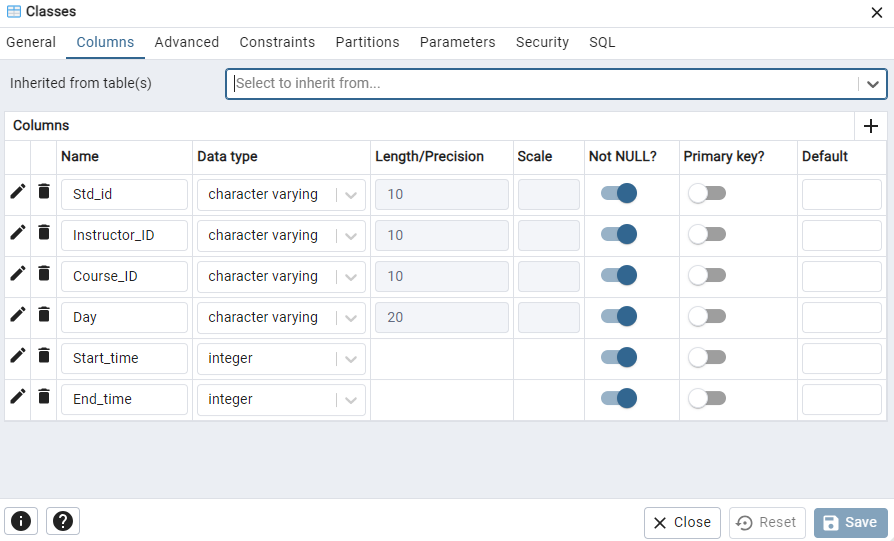 Classes
General Columns Advanced Constraints Partitions Parameters Security SQL
Inherited from table(s) Select to inherit from...
Columns
Name Data type Length/Precision Scale Not NULL? Primary key? Default
Std_id character varying 10
Instructor_ID character varying 10
Course_ID character varying 10
Day character varying 20
Start_time integer
End_time integer
Close Reset Save